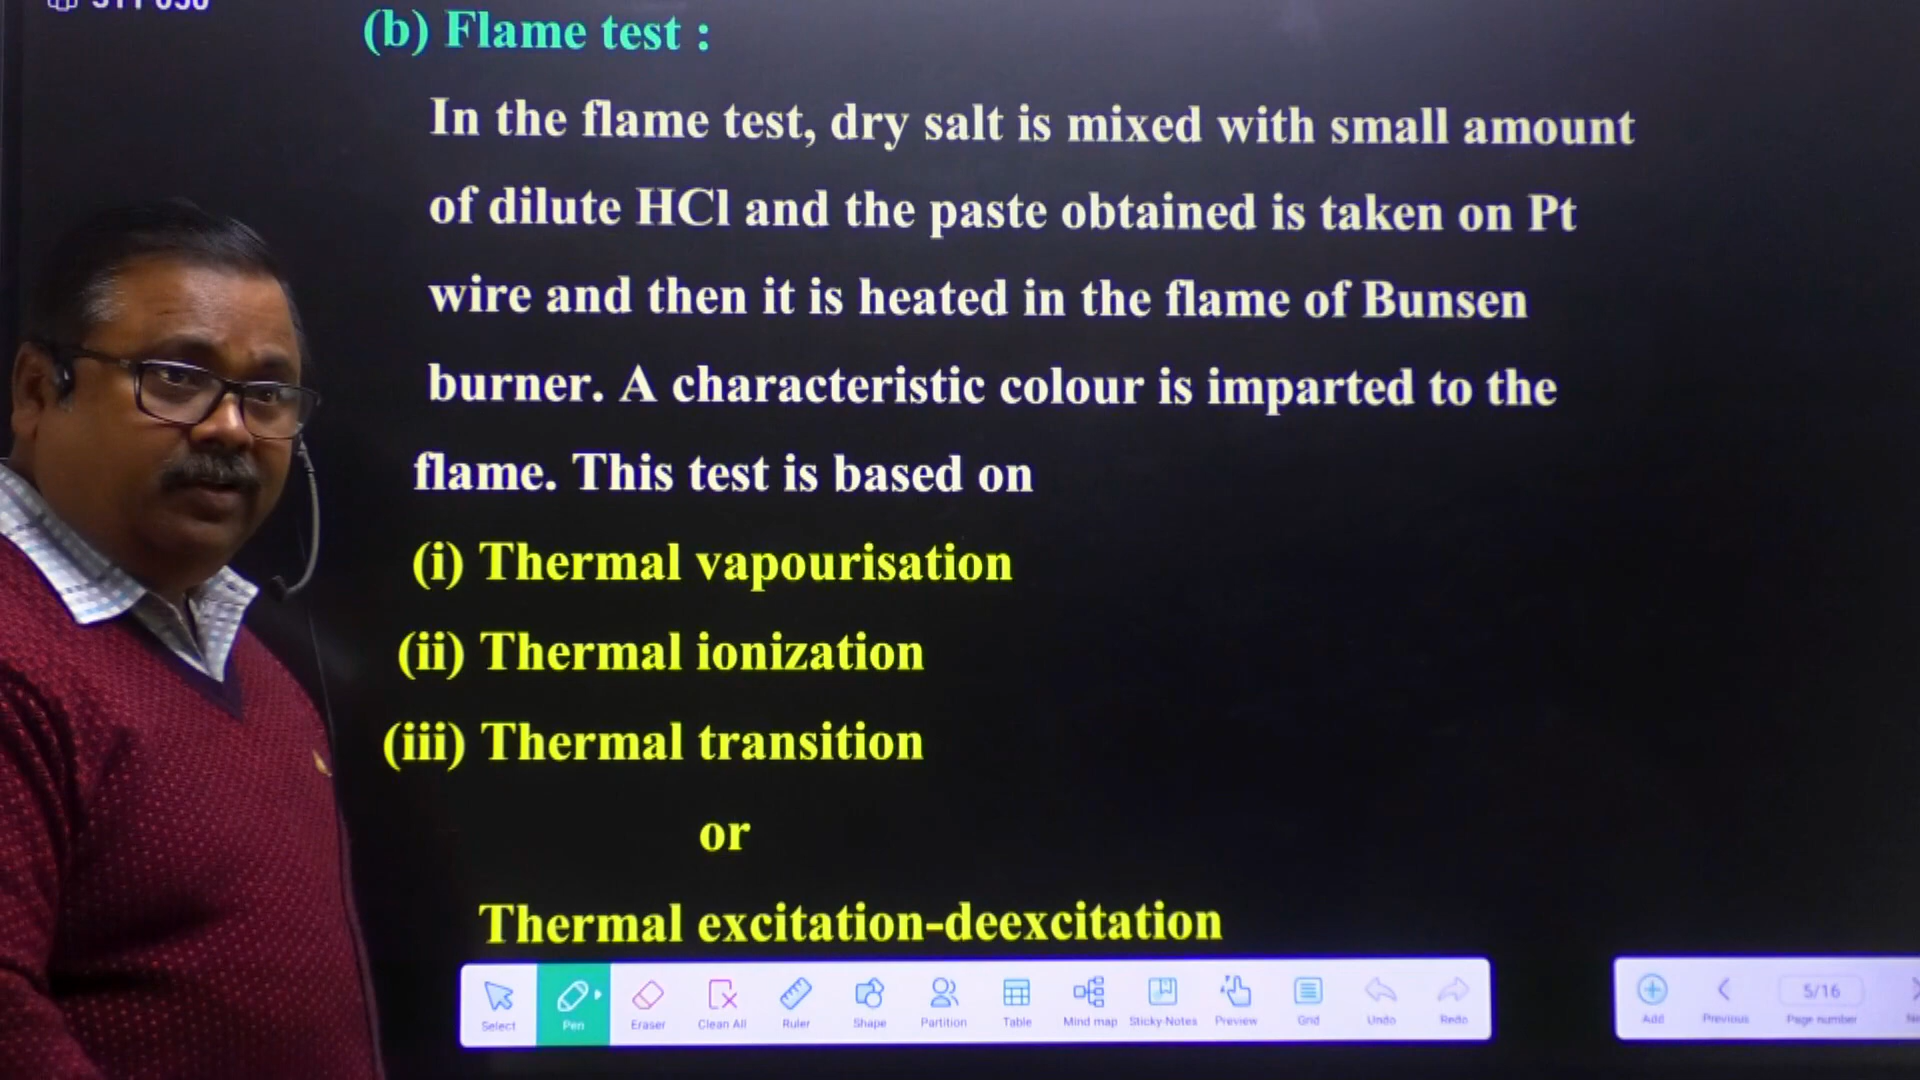 (b) Flame test :
In the flame test, dry salt is mixed with small amount
of dilute HCl and the paste obtained is taken on Pt
wire and then it is heated in the flame of Bunsen
burner. A characteristic colour is imparted to the
flame. This test is based on
(i) Thermal vapourisation
(ii) Thermal ionization
(iii) Thermal transition
or
Thermal excitation-deexcitation
Select Pen Eraser Clean All Ruler Shape Partition Table Mind map Sticky-Notes Preview Grid Undo Redo
5/16
Add Previous Page number